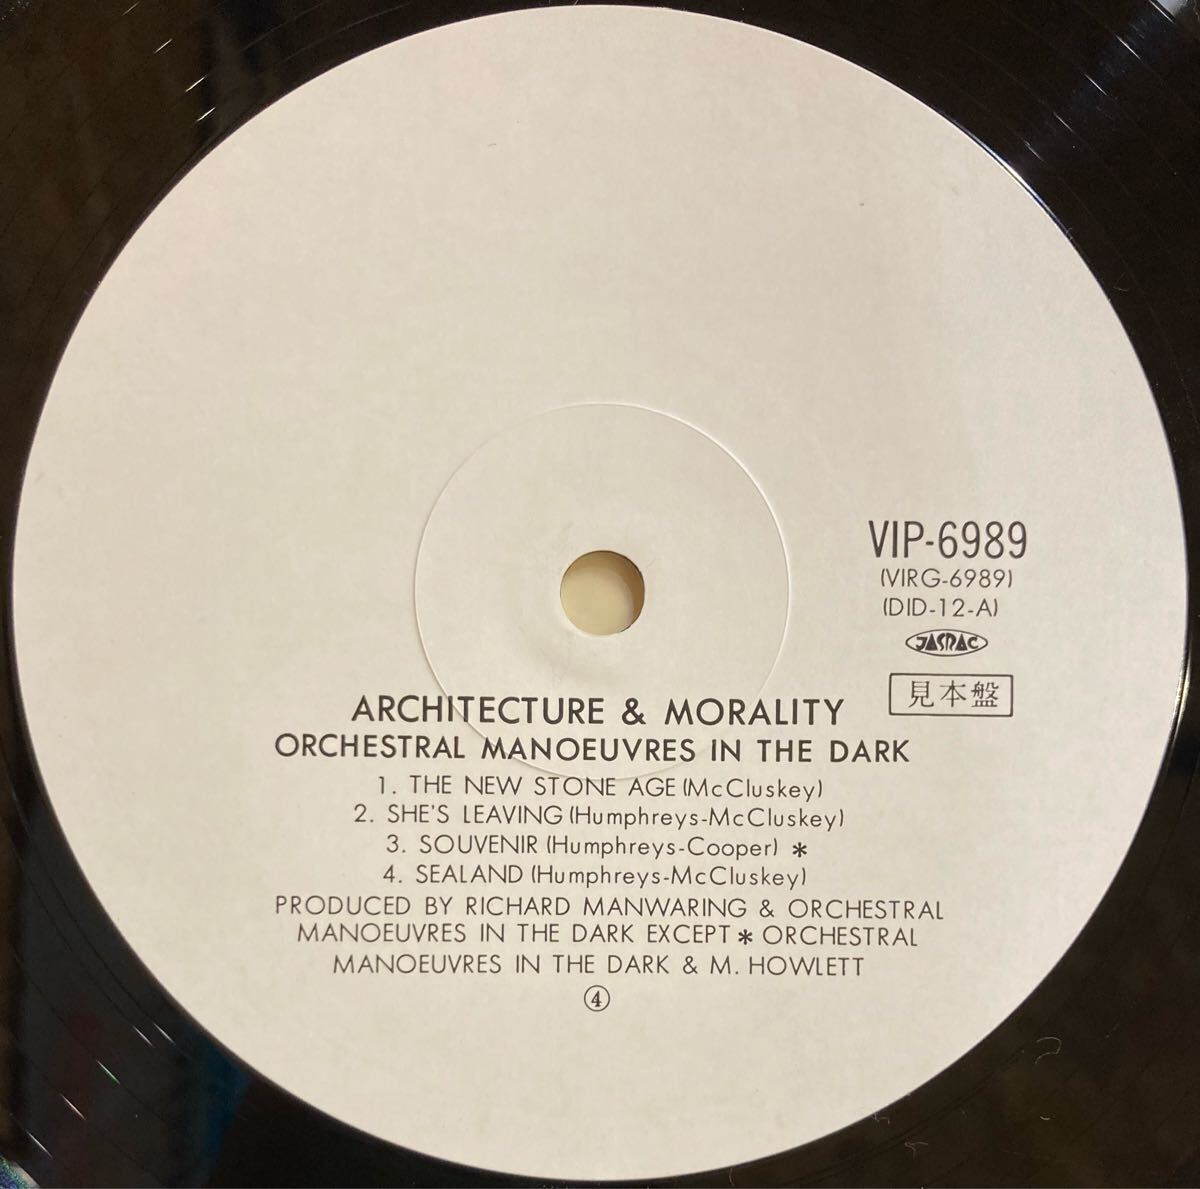 VIP-6989
(VIRG-6989)
(DID-12-A)
JASRAC
見本盤
ARCHITECTURE & MORALITY
ORCHESTRAL MANOEUVRES IN THE DARK
1. THE NEW STONE AGE (McCluskey)
2. SHE'S LEAVING (Humphreys-McCluskey)
3. SOUVENIR (Humphreys-Cooper) *
4. SEALAND (Humphreys-McCluskey)
PRODUCED BY RICHARD MANWARING & ORCHESTRAL
MANOEUVRES IN THE DARK EXCEPT * ORCHESTRAL
MANOEUVRES IN THE DARK & M. HOWLETT
④